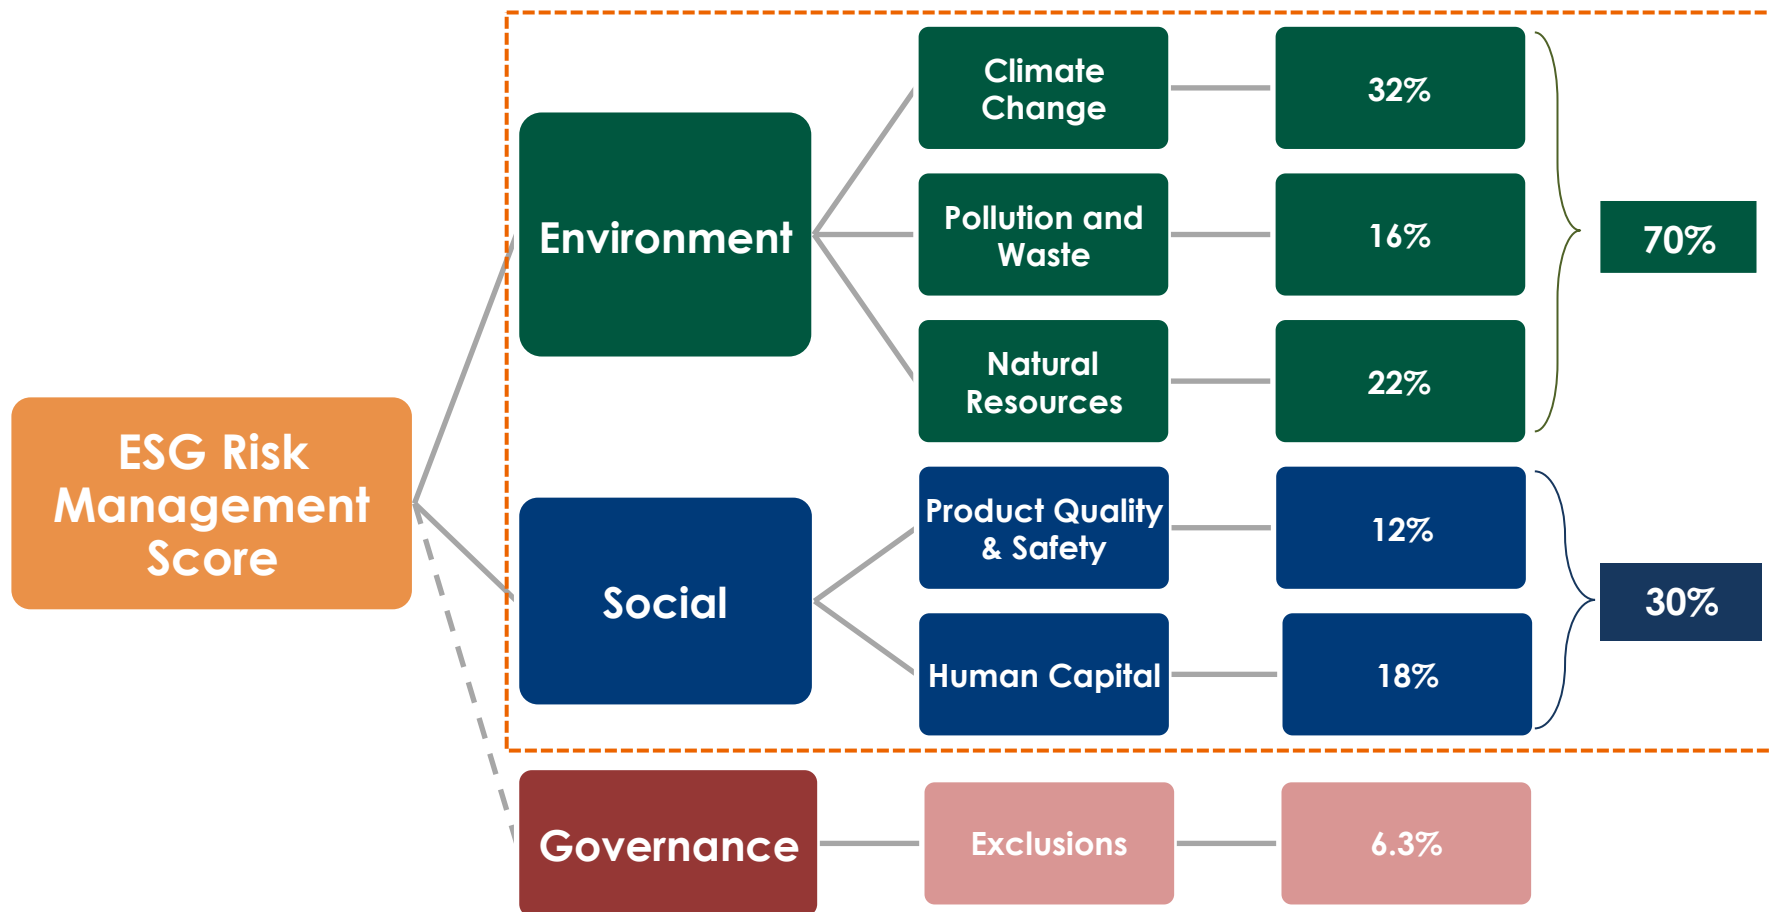 ESG Risk
Management
Score
Environment
Climate
Change
32%
Pollution and
Waste
16%
Natural
Resources
22%
70%
Social
Product Quality
& Safety
12%
Human Capital
18%
30%
Governance
Exclusions
6.3%